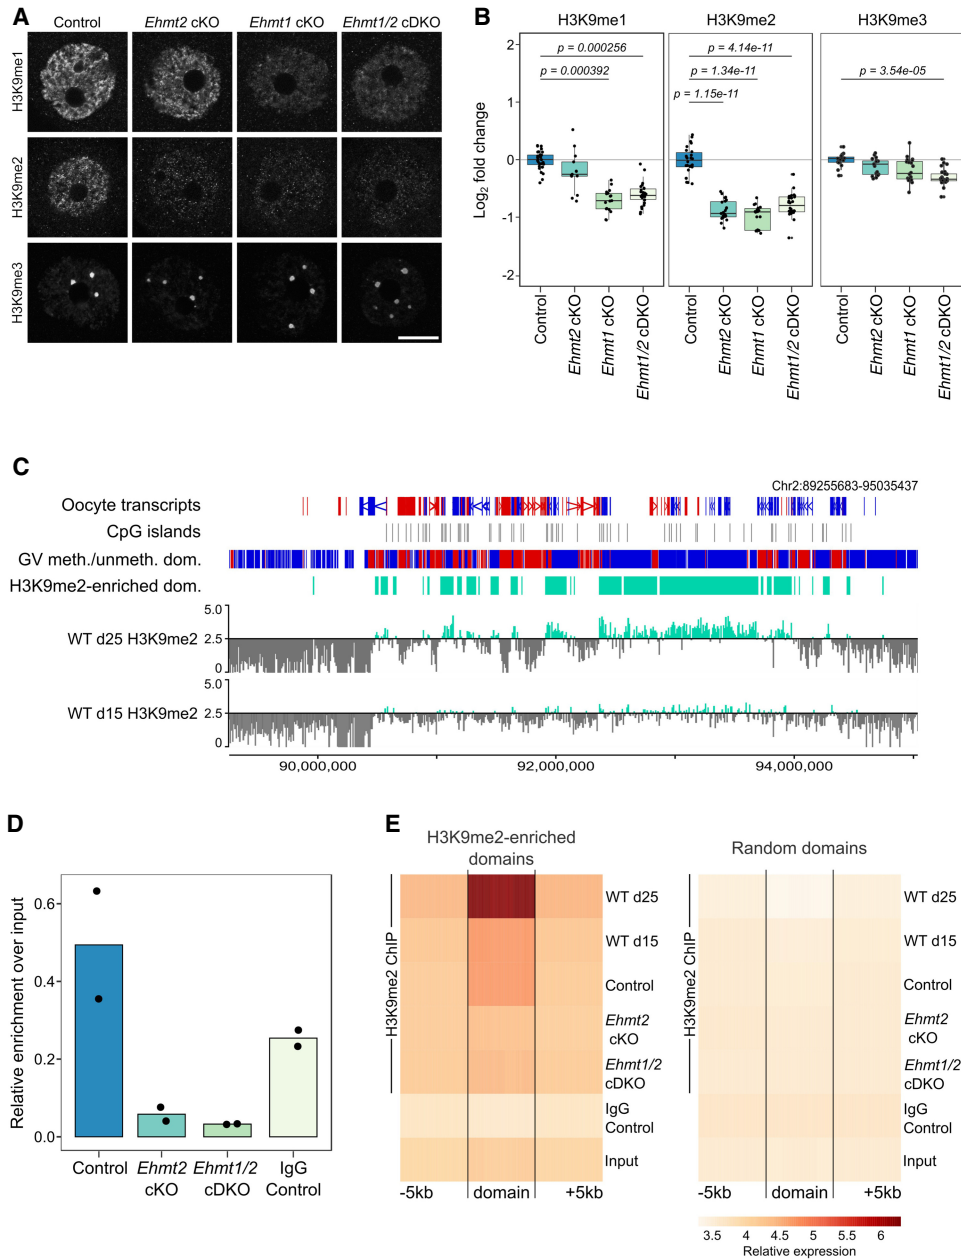 A
Control
Ehmt2 cKO
Ehmt1 cKO
Ehmt1/2 cDKO
H3K9me1
H3K9me2
H3K9me3
B
H3K9me1
H3K9me2
H3K9me3
p = 0.000256
p = 0.000392
p = 4.14e-11
p = 1.34e-11
p = 1.15e-11
p = 3.54e-05
Log2 fold change
2
1
0
-1
-2
Control
Ehmt2 cKO
Ehmt1 cKO
Ehmt1/2 cDKO
Control
Ehmt2 cKO
Ehmt1 cKO
Ehmt1/2 cDKO
Control
Ehmt2 cKO
Ehmt1 cKO
Ehmt1/2 cDKO
C
Chr2:89255683-95035437
Oocyte transcripts
CpG islands
GV meth./unmeth. dom.
H3K9me2-enriched dom.
5.0
WT d25 H3K9me2
2.5
0
5.0
WT d15 H3K9me2
2.5
0
90,000,000
92,000,000
94,000,000
D
Relative enrichment over input
0.6
0.4
0.2
0.0
Control
Ehmt2
cKO
Ehmt1/2
cDKO
IgG
Control
E
H3K9me2-enriched
domains
H3K9me2 ChIP
WT d25
WT d15
Control
Ehmt2
cKO
Ehmt1/2
cDKO
IgG
Control
Input
-5kb
domain
+5kb
Random domains
H3K9me2 ChIP
WT d25
WT d15
Control
Ehmt2
cKO
Ehmt1/2
cDKO
IgG
Control
Input
-5kb
domain
+5kb
3.5
4
4.5
5
5.5
6
Relative expression